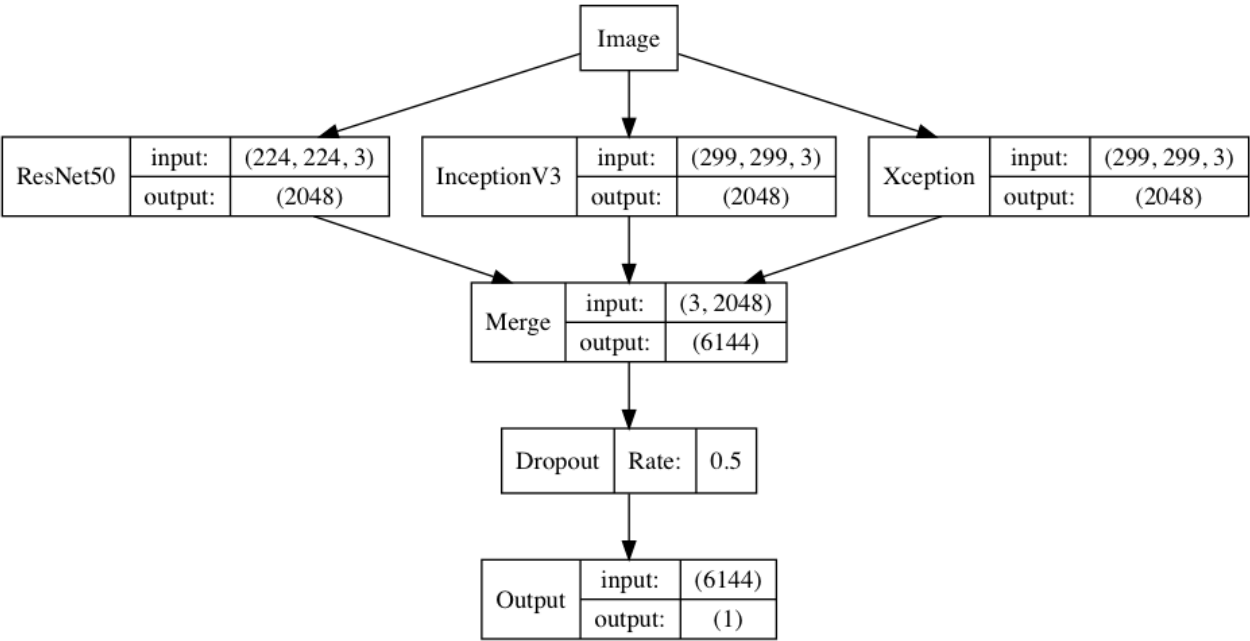 Image
ResNet50
input:
(224, 224, 3)
output:
(2048)
InceptionV3
input:
(299, 299, 3)
output:
(2048)
Xception
input:
(299, 299, 3)
output:
(2048)
Merge
input:
(3, 2048)
output:
(6144)
Dropout
Rate:
0.5
Output
input:
(6144)
output:
(1)